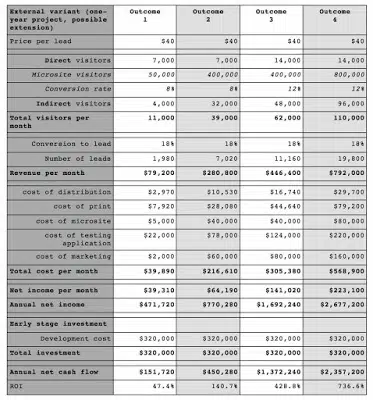 External variant (one- Outcome Outcome Outcome Outcome
year project, possible 1 2 3 4
extension)
Price per lead $40 $40 $40 $40
Direct visitors 7,000 7,000 14,000 14,000
Microsite visitors 50,000 400,000 400,000 800,000
Conversion rate 8% 8% 12% 12%
Indirect visitors 4,000 32,000 48,000 96,000
Total visitors per 11,000 39,000 62,000 110,000
month
Conversion to lead 18% 18% 18% 18%
Number of leads 1,980 7,020 11,160 19,800
Revenue per month $79,200 $280,800 $446,400 $792,000
cost of distribution $2,970 $10,530 $16,740 $29,700
cost of print $7,920 $28,080 $44,640 $79,200
cost of microsite $5,000 $40,000 $40,000 $80,000
cost of testing $22,000 $78,000 $124,000 $220,000
application
cost of marketing $2,000 $60,000 $80,000 $160,000
Total cost per month $39,890 $216,610 $305,380 $568,900
Net income per month $39,310 $64,190 $141,020 $223,100
Annual net income $471,720 $770,280 $1,692,240 $2,677,200
Early stage investment
Development cost $320,000 $320,000 $320,000 $320,000
Total investment $320,000 $320,000 $320,000 $320,000
Annual net cash flow $151,720 $450,280 $1,372,240 $2,357,200
ROI 47.4% 140.7% 428.8% 736.6%